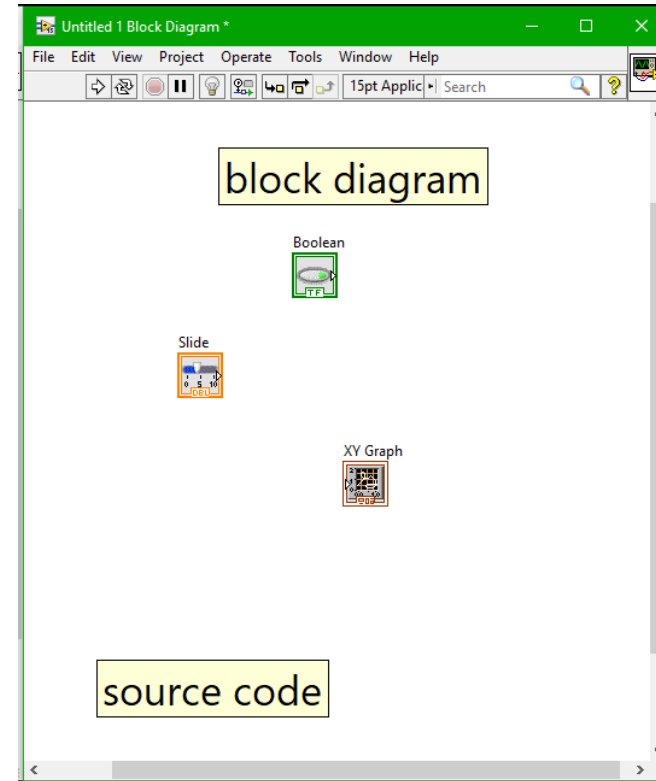 Untitled 1 Block Diagram *
File Edit View Project Operate Tools Window Help
15pt Applic Search
block diagram
Boolean
TF
Slide
0 5 10
DBL
XY Graph
source code